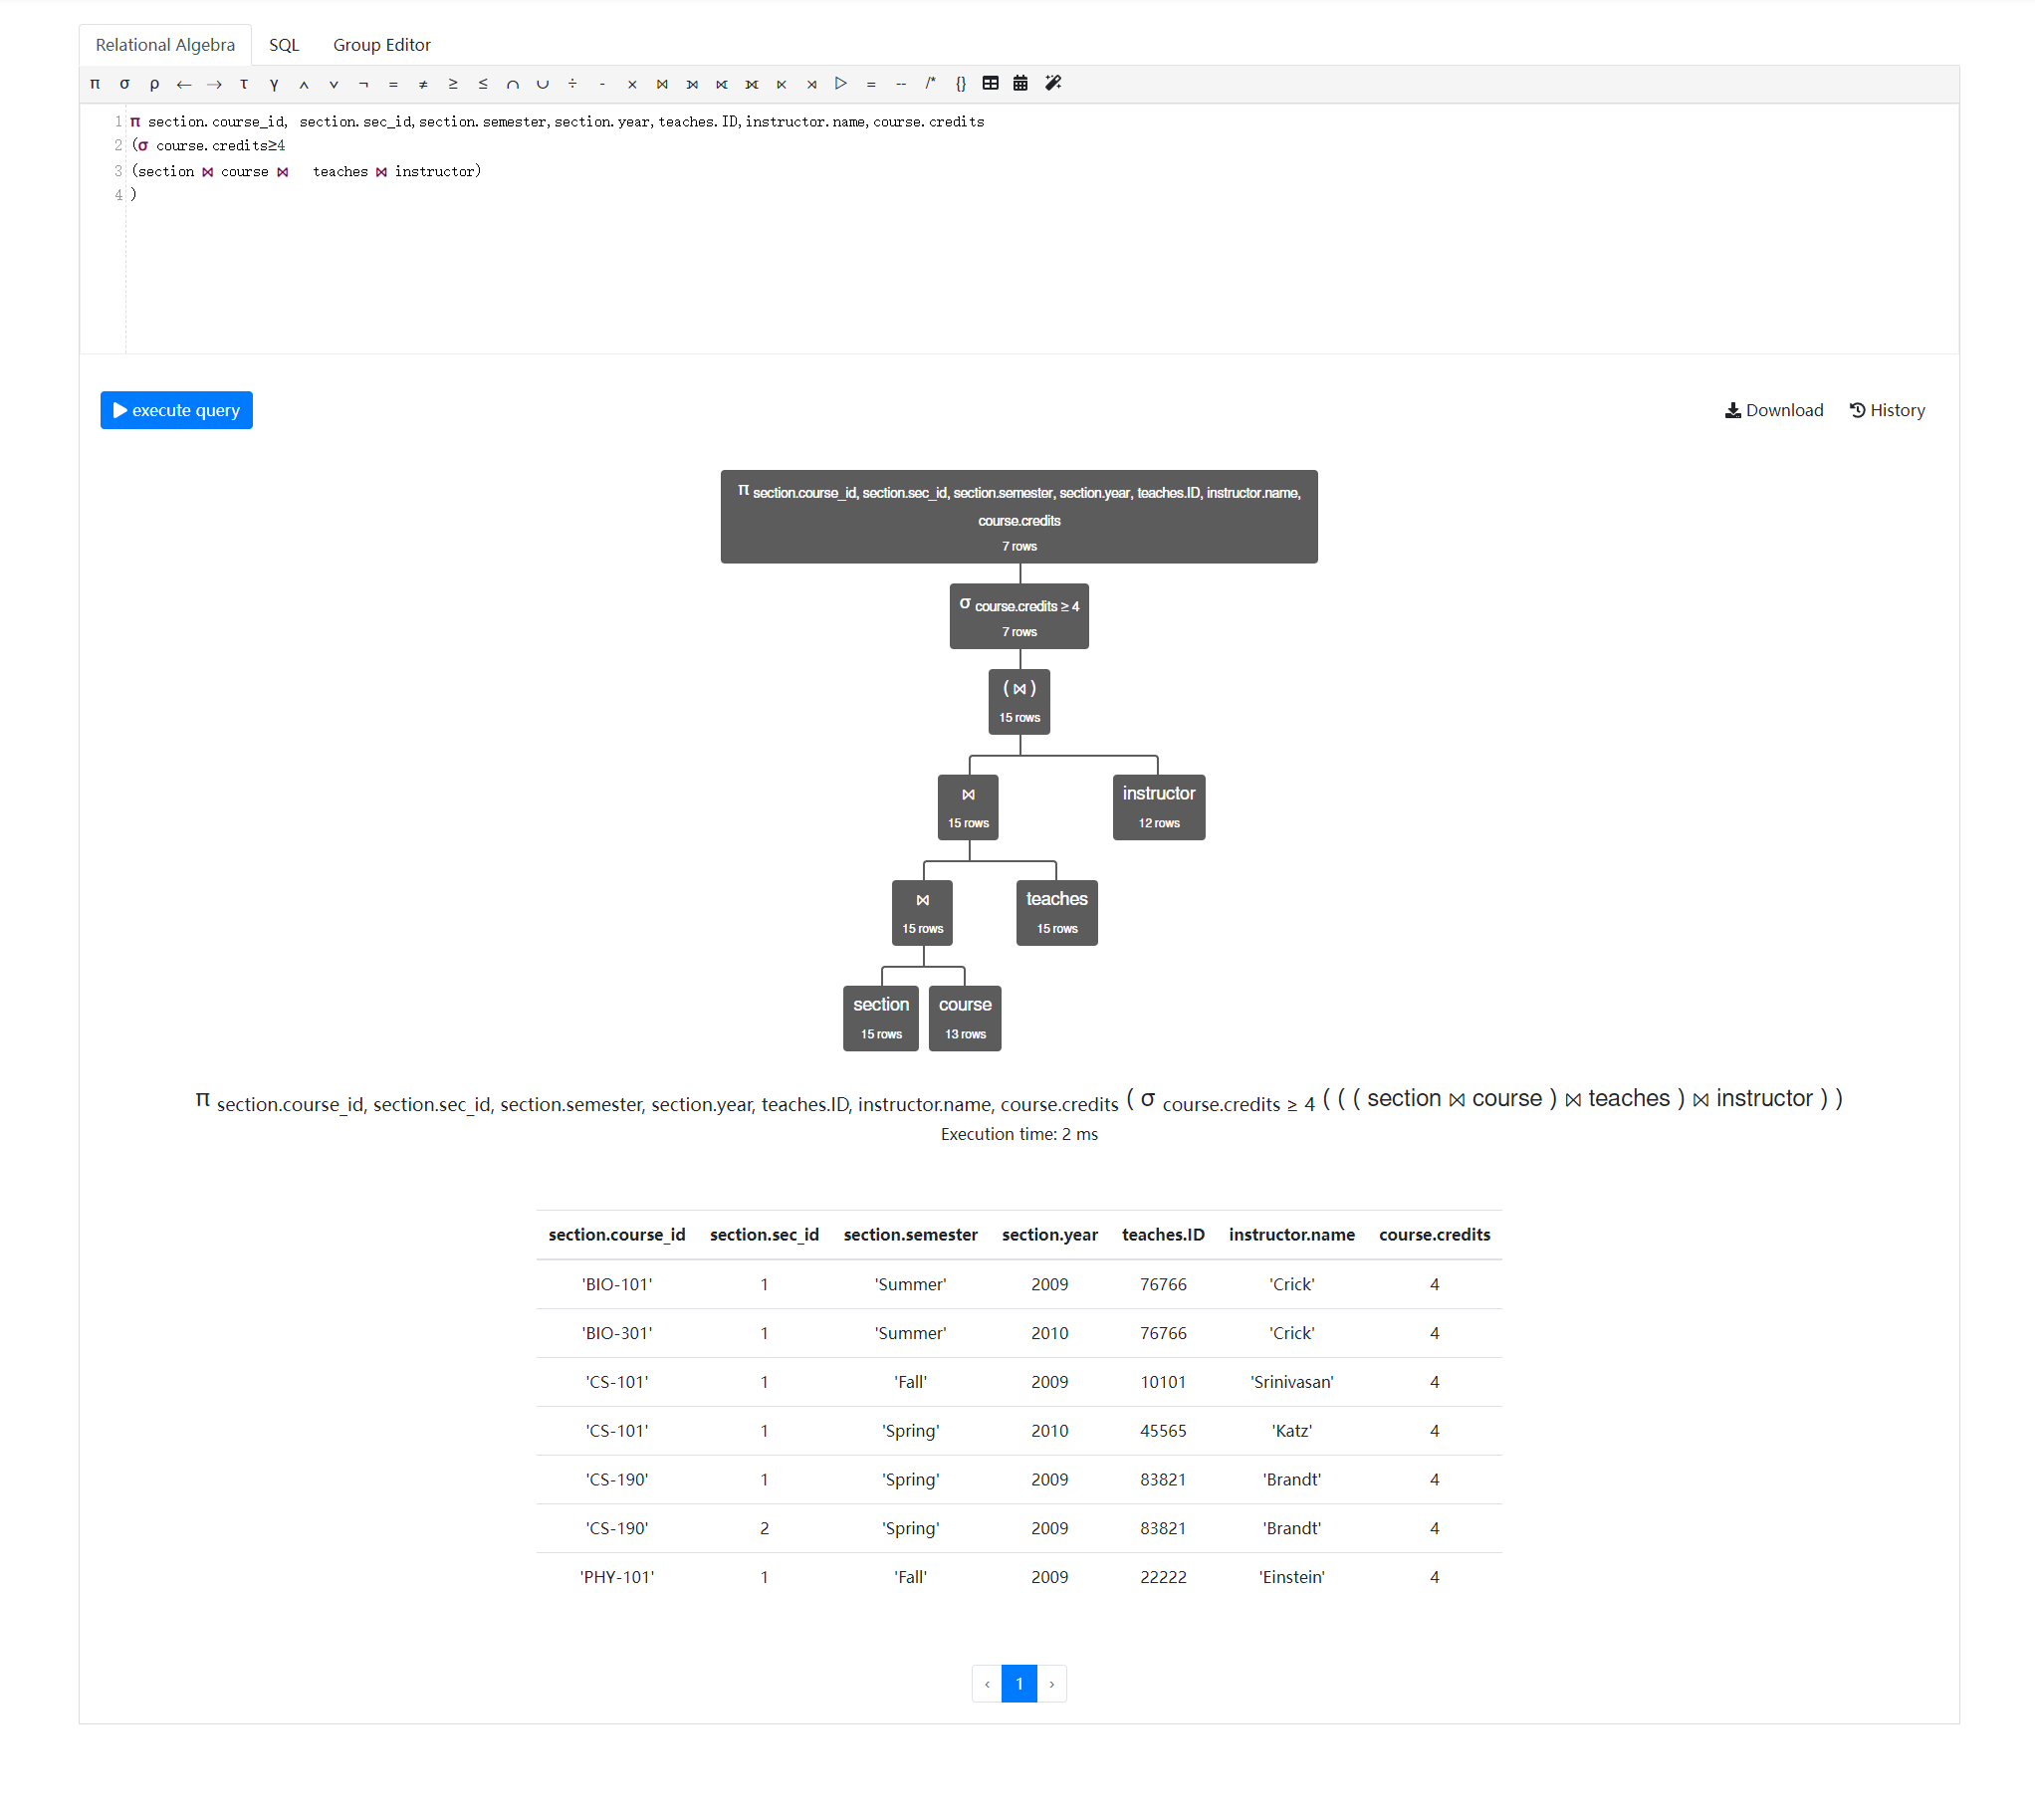 Relational Algebra SQL Group Editor
π σ ρ ← → τ γ ∧ ∨ ¬ = ≠ ≥ ≤ ∩ ∪ ÷ - × ⋈ ⟕ ⟖ ⟗ ⋉ ⋊ ▷ = -- /* {}
1 π section.course_id, section.sec_id,section.semester,section.year,teaches.ID,instructor.name,course.credits
2 (σ course.credits≥4
3 (section ⋈ course ⋈ teaches ⋈ instructor)
4 )
execute query Download History
π section.course_id, section.sec_id, section.semester, section.year, teaches.ID, instructor.name,
course.credits
7 rows
σ course.credits ≥ 4
7 rows
( ⋈ )
15 rows
⋈ instructor
15 rows 12 rows
⋈ teaches
15 rows 15 rows
section course
15 rows 13 rows
π section.course_id, section.sec_id, section.semester, section.year, teaches.ID, instructor.name, course.credits ( σ course.credits ≥ 4 ( ( ( section ⋈ course ) ⋈ teaches ) ⋈ instructor ) )
Execution time: 2 ms
section.course_id section.sec_id section.semester section.year teaches.ID instructor.name course.credits
'BIO-101' 1 'Summer' 2009 76766 'Crick' 4
'BIO-301' 1 'Summer' 2010 76766 'Crick' 4
'CS-101' 1 'Fall' 2009 10101 'Srinivasan' 4
'CS-101' 1 'Spring' 2010 45565 'Katz' 4
'CS-190' 1 'Spring' 2009 83821 'Brandt' 4
'CS-190' 2 'Spring' 2009 83821 'Brandt' 4
'PHY-101' 1 'Fall' 2009 22222 'Einstein' 4
‹ 1 ›